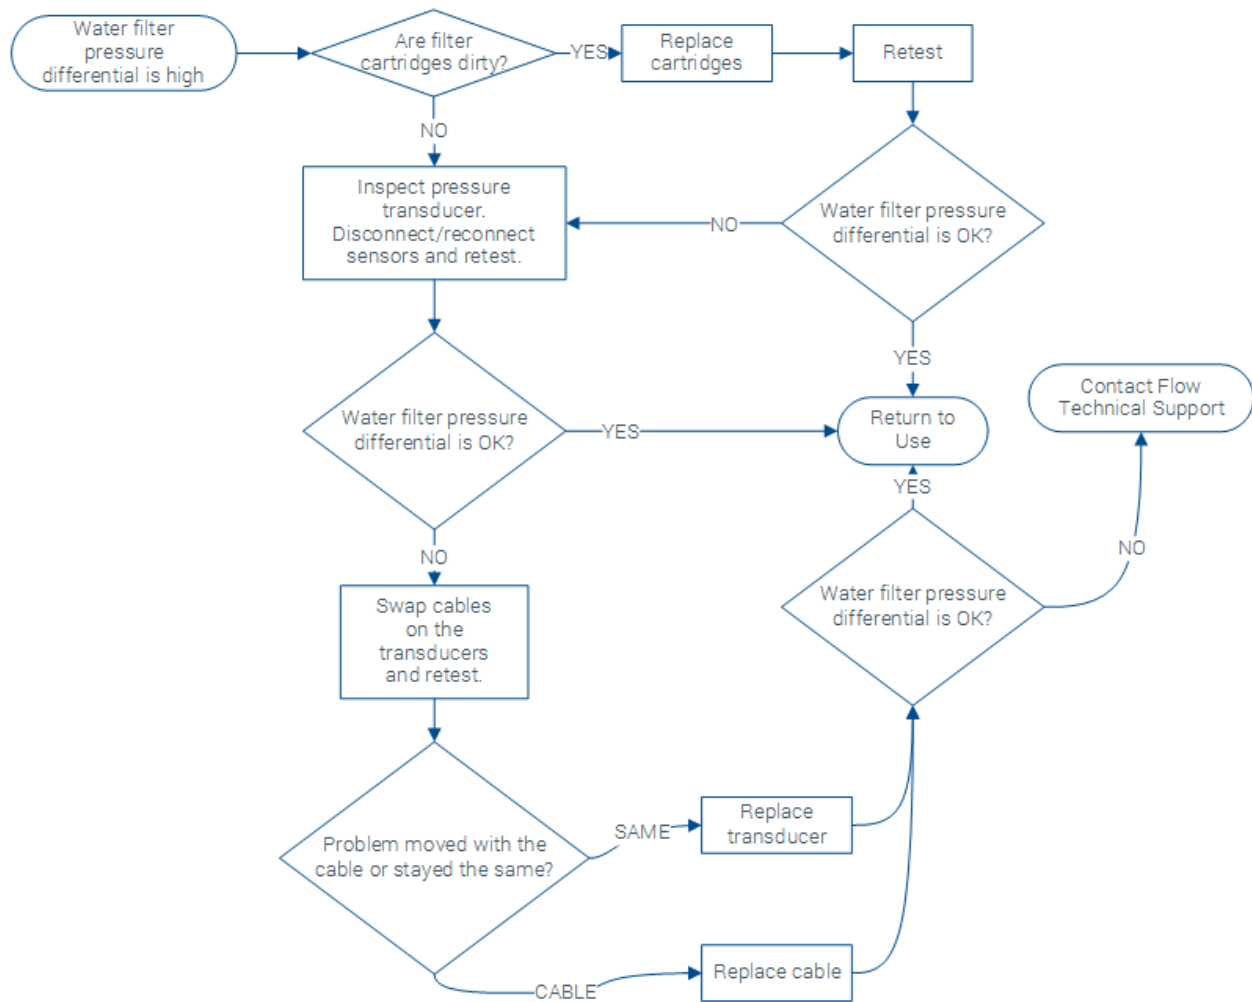 Water filter
pressure
differential is high
Are filter
cartridges dirty?
YES
Replace
cartridges
Retest
NO
Inspect pressure
transducer.
Disconnect/reconnect
sensors and retest.
NO
Water filter pressure
differential is OK?
YES
Contact Flow
Technical Support
Water filter pressure
differential is OK?
YES
Return to
Use
YES
NO
NO
Swap cables
on the
transducers
and retest.
Water filter pressure
differential is OK?
Problem moved with the
cable or stayed the same?
SAME
Replace
transducer
CABLE
Replace cable